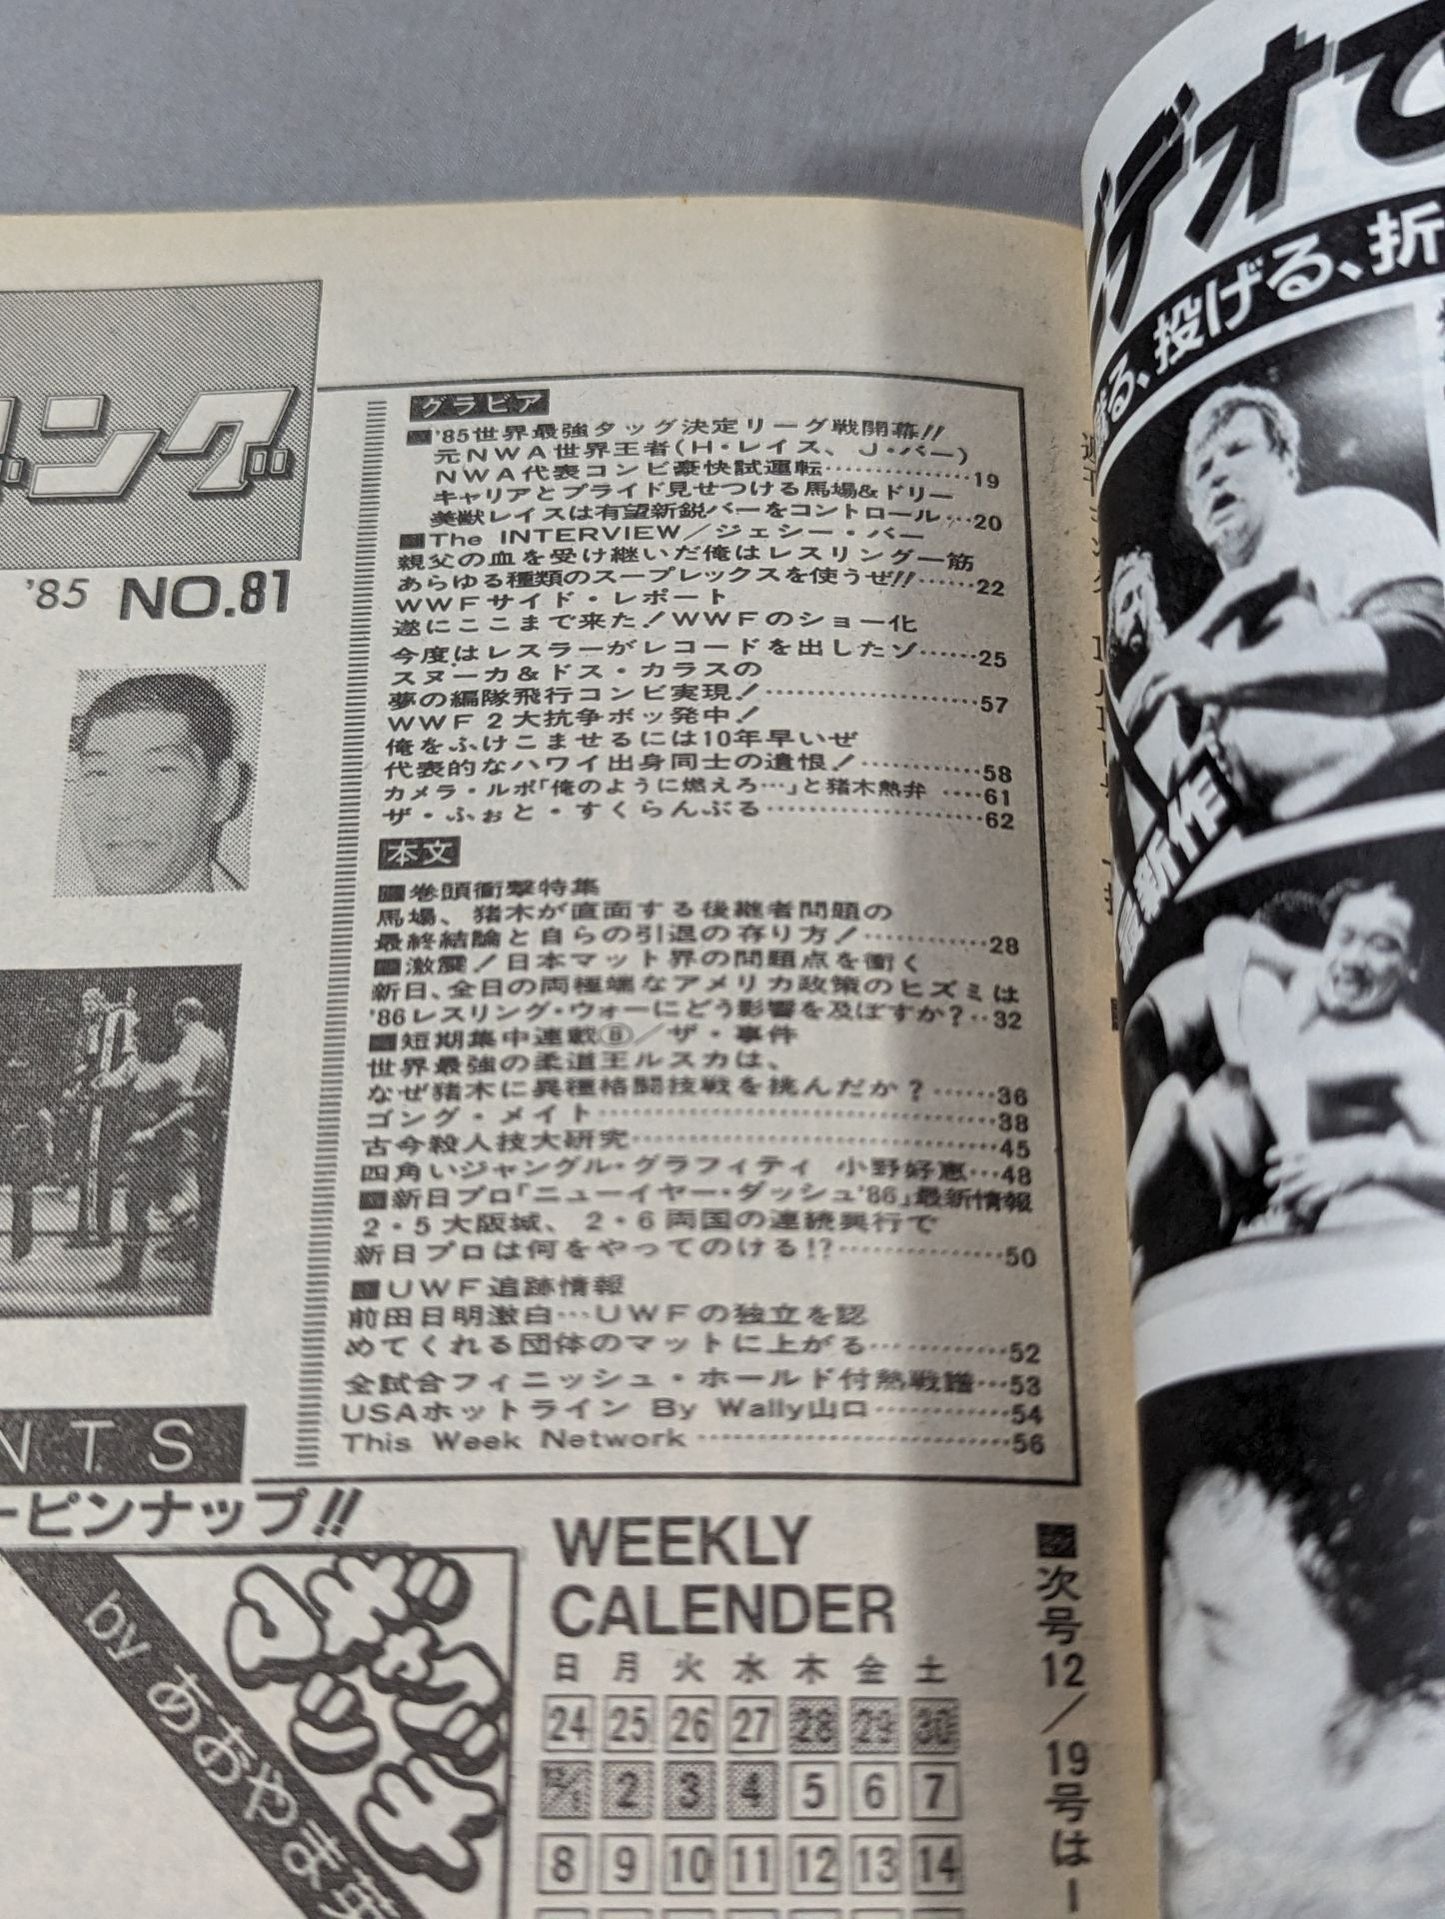 ング
'85 NO.81
グラビア
'85世界最強タッグ決定リーグ戦開幕!!
元NWA世界王者(H・レイス、J・バー)
NWA代表コンビ豪快試運転……………19
キャリアとプライド見せつける馬場&ドリー
美獣レイスは有望新鋭バーをコントロール…20
The INTERVIEW/ジェシー・バー
親父の血を受け継いだ俺はレスリング一筋
あらゆる種類のスープレックスを使うぜ!!……22
WWFサイド・レポート
遂にここまで来た!WWFのショー化
今度はレスラーがレコードを出したゾ……25
スヌーカ&ドス・カラスの
夢の編隊飛行コンビ実現!………………57
WWF2大抗争ボッ発中!
俺をふけこませるには10年早いぜ
代表的なハワイ出身同士の遺恨!…………58
カメラ・ルポ「俺のように燃えろ…」と猪木熱弁 ……61
ザ・ふぉと・すくらんぶる………………62
本文
巻頭衝撃特集
馬場、猪木が直面する後継者問題の
最終結論と自らの引退の存り方!…………28
激震!日本マット界の問題点を衝く
新日、全日の両極端なアメリカ政策のヒズミは
'86レスリング・ウォーにどう影響を及ぼすか?‥32
短期集中連載⑧/ザ・事件
世界最強の柔道王ルスカは、
なぜ猪木に異種格闘技戦を挑んだか?……36
ゴング・メイト…………………………38
古今殺人技大研究………………………45
四角いジャングル・グラフィティ 小野好恵…48
新日プロ「ニューイヤー・ダッシュ'86」最新情報
2・5大阪城、2・6両国の連続興行で
新日プロは何をやってのける!?……………50
UWF追跡情報
前田日明激白…UWFの独立を認
めてくれる団体のマットに上がる…………52
全試合フィニッシュ・ホールド付熱戦譜…53
USAホットライン By Wally山口…………54
This Week Network ……………………56
NTS
ーピンナップ!!
by あおやま
WEEKLY
CALENDER
日 月 火 水 木 金 土
24 25 26 27 28 29 30
12/1 2 3 4 5 6 7
8 9 10 11 12 13 14
次号12/19号は
デオで
る、投げる、折
新作